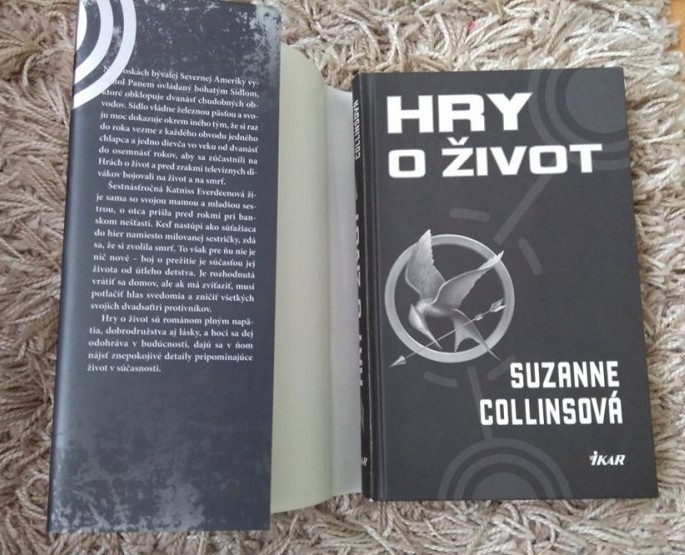 troskách bývalej Severnej Ameriky vy-
Panem ovládaný bohatým Sídlom,
ktoré obklopuje dvanásť chudobných ob-
vodov. Sídlo vládne železnou päsťou a svo-
ju moc dokazuje okrem iného tým, že si raz
do roka vezme z každého obvodu jedného
chlapca a jedno dievča vo veku od dvanásť
do osemnásť rokov, aby sa zúčastnili na
Hrách o život a pred zrakmi televíznych di-
vákov bojovali na život a na smrť.
Šestnásťročná Katniss Everdeenová ži-
je sama so svojou mamou a mladšou ses-
trou, o otca prišla pred rokmi pri ban-
skom nešťastí. Keď nastúpi ako súťažiaca
do hier namiesto milovanej sestričky, zdá
sa, že si zvolila smrť. To však pre ňu nie je
nič nové – boj o prežitie je súčasťou jej
života od útleho detstva. Je rozhodnutá
vrátiť sa domov, ale ak má zvíťaziť, musí
potlačiť hlas svedomia a zničiť všetkých
svojich dvadsaťtri protivníkov.
Hry o život sú románom plným napä-
tia, dobrodružstva aj lásky, a hoci sa dej
odohráva v budúcnosti, dajú sa v ňom
nájsť znepokojivé detaily pripomínajúce
život v súčasnosti.
COLLINSOVÁ
HRY O ŽIVOT
IKAR
HRY
O ŽIVOT
SUZANNE
COLLINSOVÁ
IKAR